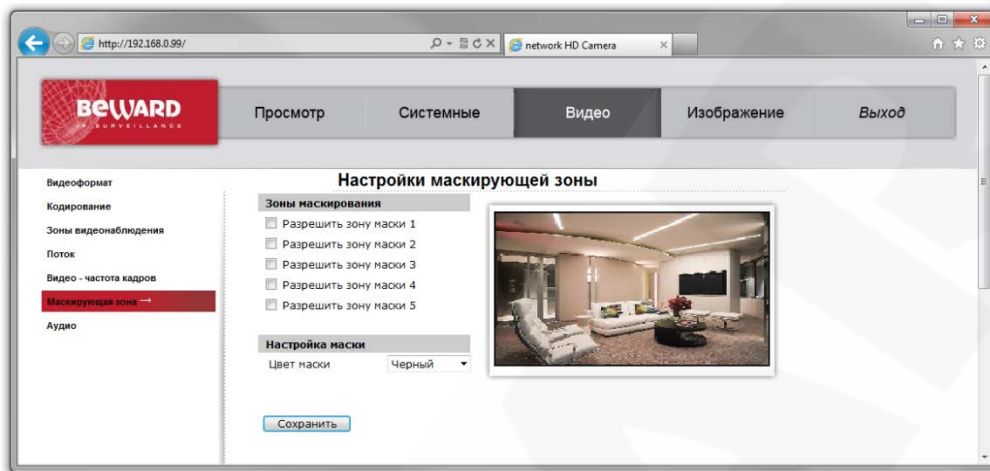 http://192.168.0.99/
network HD Camera
BEWARD
IP SURVEILLANCE
Просмотр
Системные
Видео
Изображение
Выход
Видеоформат
Кодирование
Зоны видеонаблюдения
Поток
Видео - частота кадров
Маскирующая зона →
Аудио
Настройки маскирующей зоны
Зоны маскирования
Разрешить зону маски 1
Разрешить зону маски 2
Разрешить зону маски 3
Разрешить зону маски 4
Разрешить зону маски 5
Настройка маски
Цвет маски Черный
Сохранить